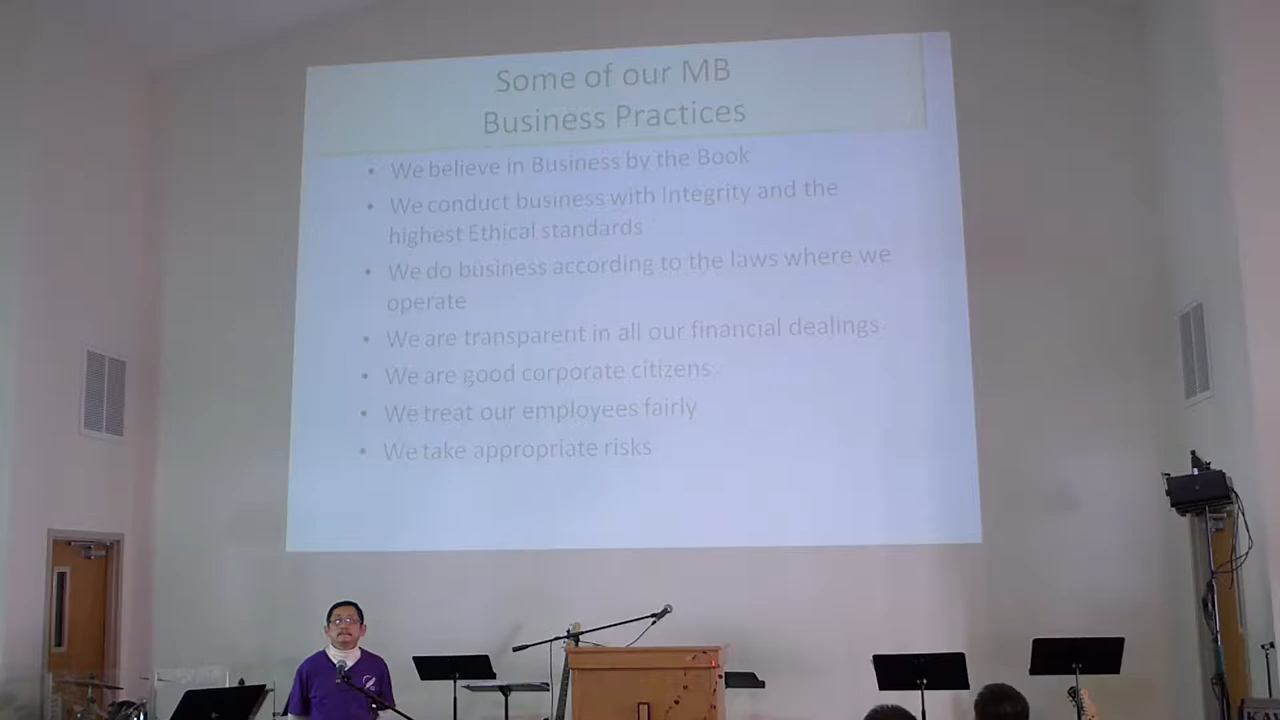 Some of our MB
Business Practices
• We believe in Business by the Book
• We conduct business with Integrity and the
highest Ethical standards
• We do business according to the laws where we
operate
• We are transparent in all our financial dealings
• We are good corporate citizens
• We treat our employees fairly
• We take appropriate risks